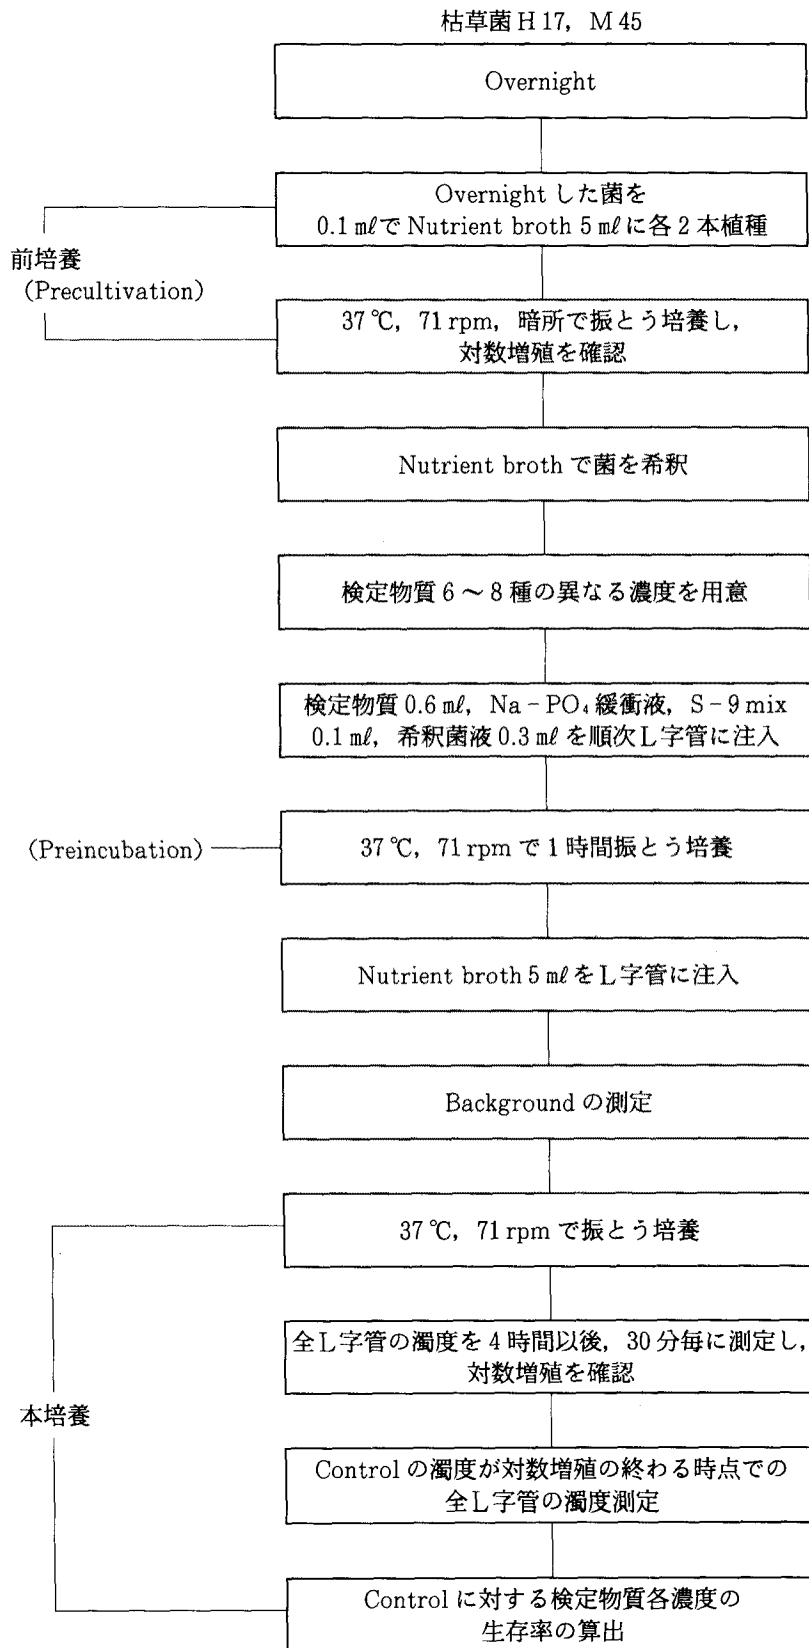 枯草菌 H 17, M 45
Overnight
Overnight した菌を
0.1 mℓで Nutrient broth 5 mℓに各 2 本植種
前培養
(Precultivation)
37 ℃, 71 rpm, 暗所で振とう培養し,
対数増殖を確認
Nutrient broth で菌を希釈
検定物質 6 ～ 8 種の異なる濃度を用意
検定物質 0.6 mℓ, Na－PO₄ 緩衝液, S－9 mix
0.1 mℓ, 希釈菌液 0.3 mℓ を順次L字管に注入
(Preincubation)
37 ℃, 71 rpm で 1 時間振とう培養
Nutrient broth 5 mℓ をL字管に注入
Background の測定
37 ℃, 71 rpm で振とう培養
全L字管の濁度を 4 時間以後, 30 分毎に測定し,
対数増殖を確認
本培養
Control の濁度が対数増殖の終わる時点での
全L字管の濁度測定
Control に対する検定物質各濃度の
生存率の算出